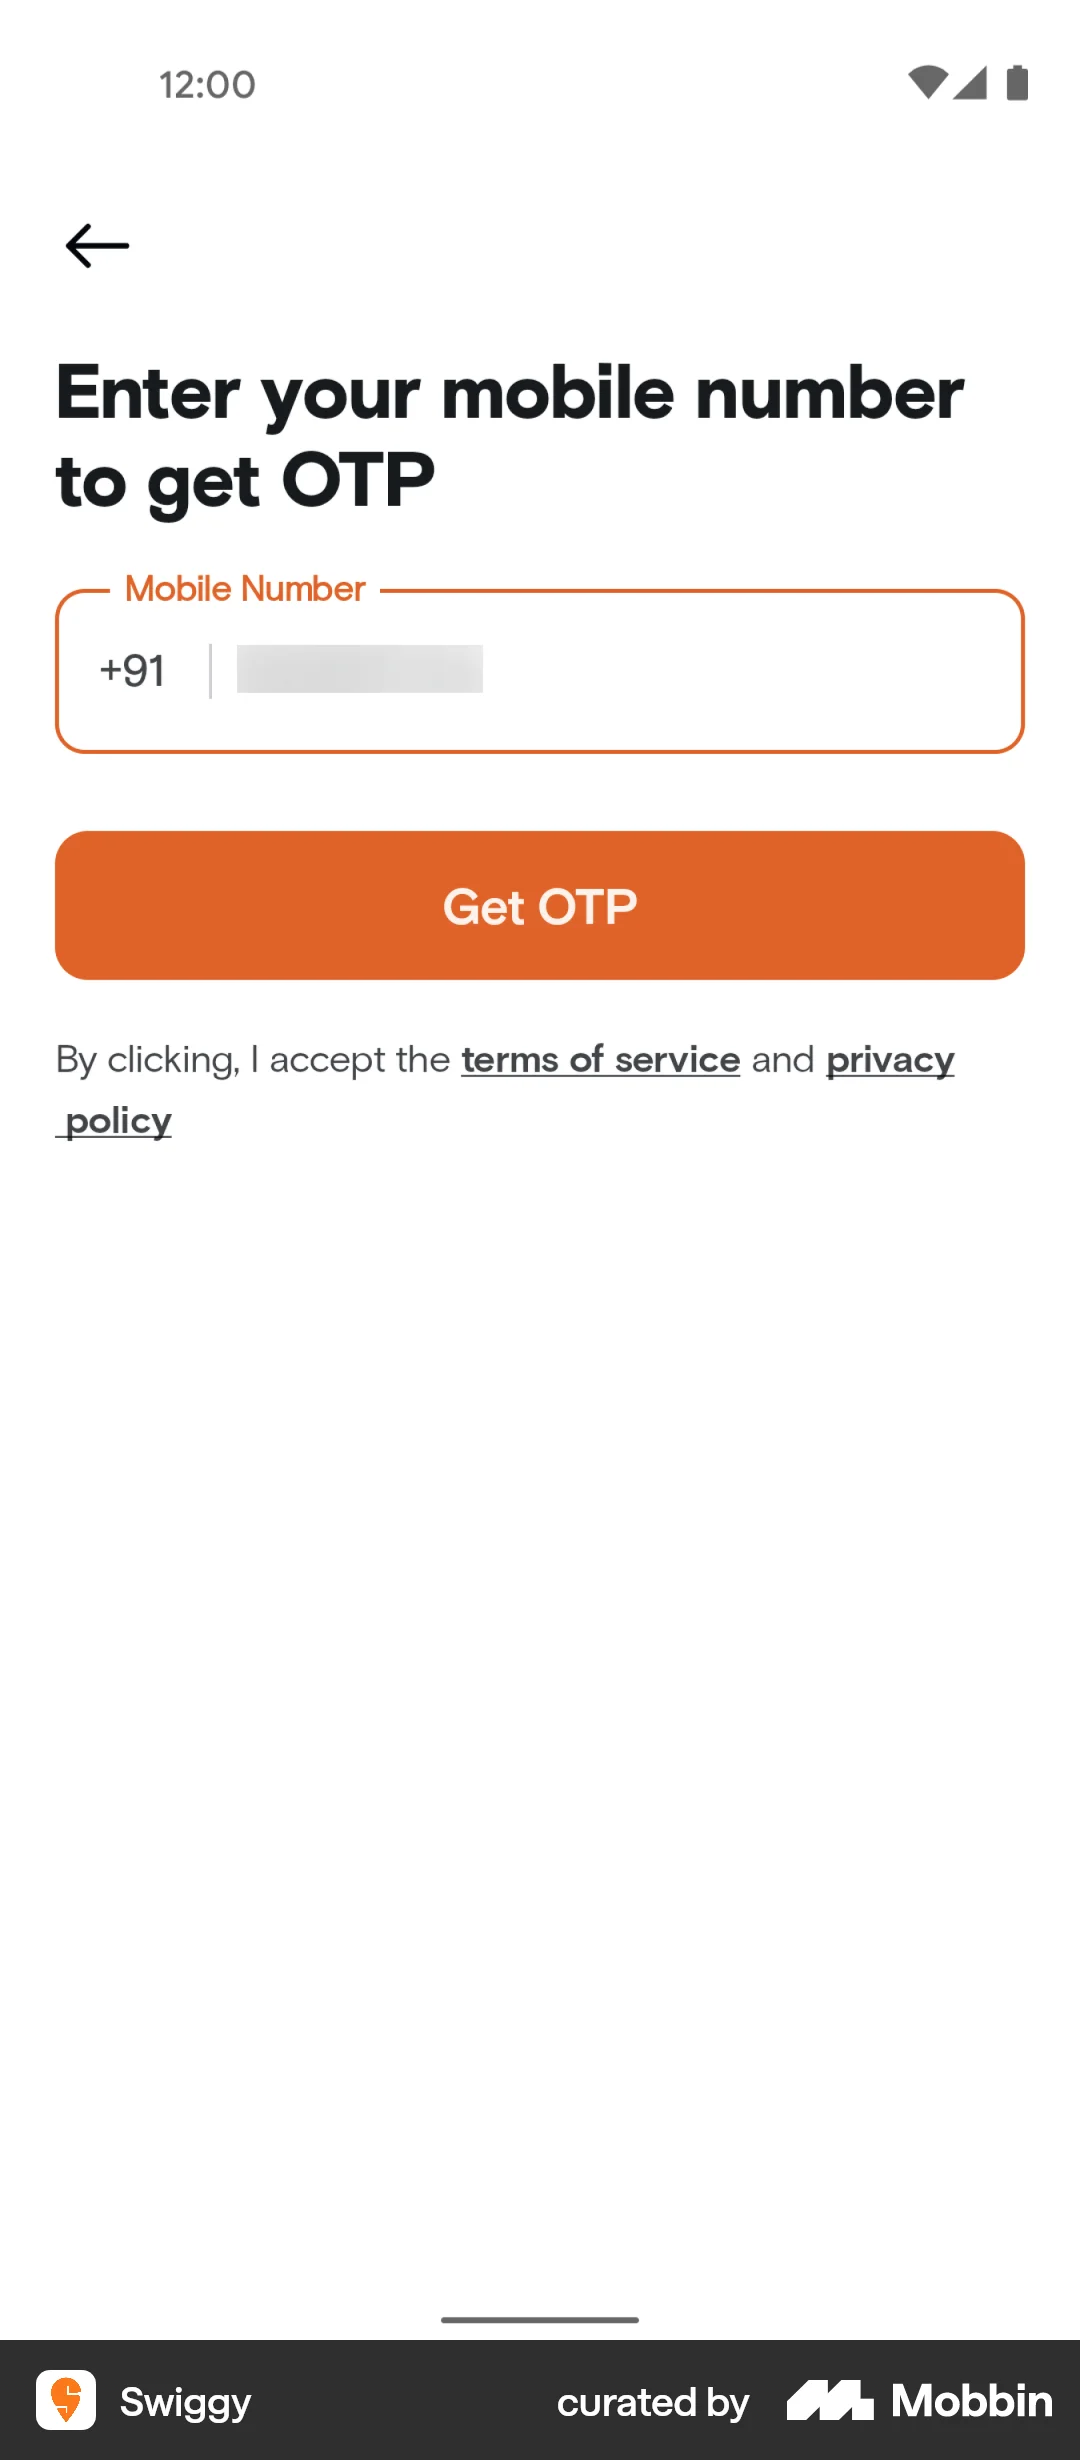 12:00
Enter your mobile number
to get OTP
Mobile Number
+91
Get OTP
By clicking, I accept the terms of service and privacy
policy
Swiggy curated by Mobbin